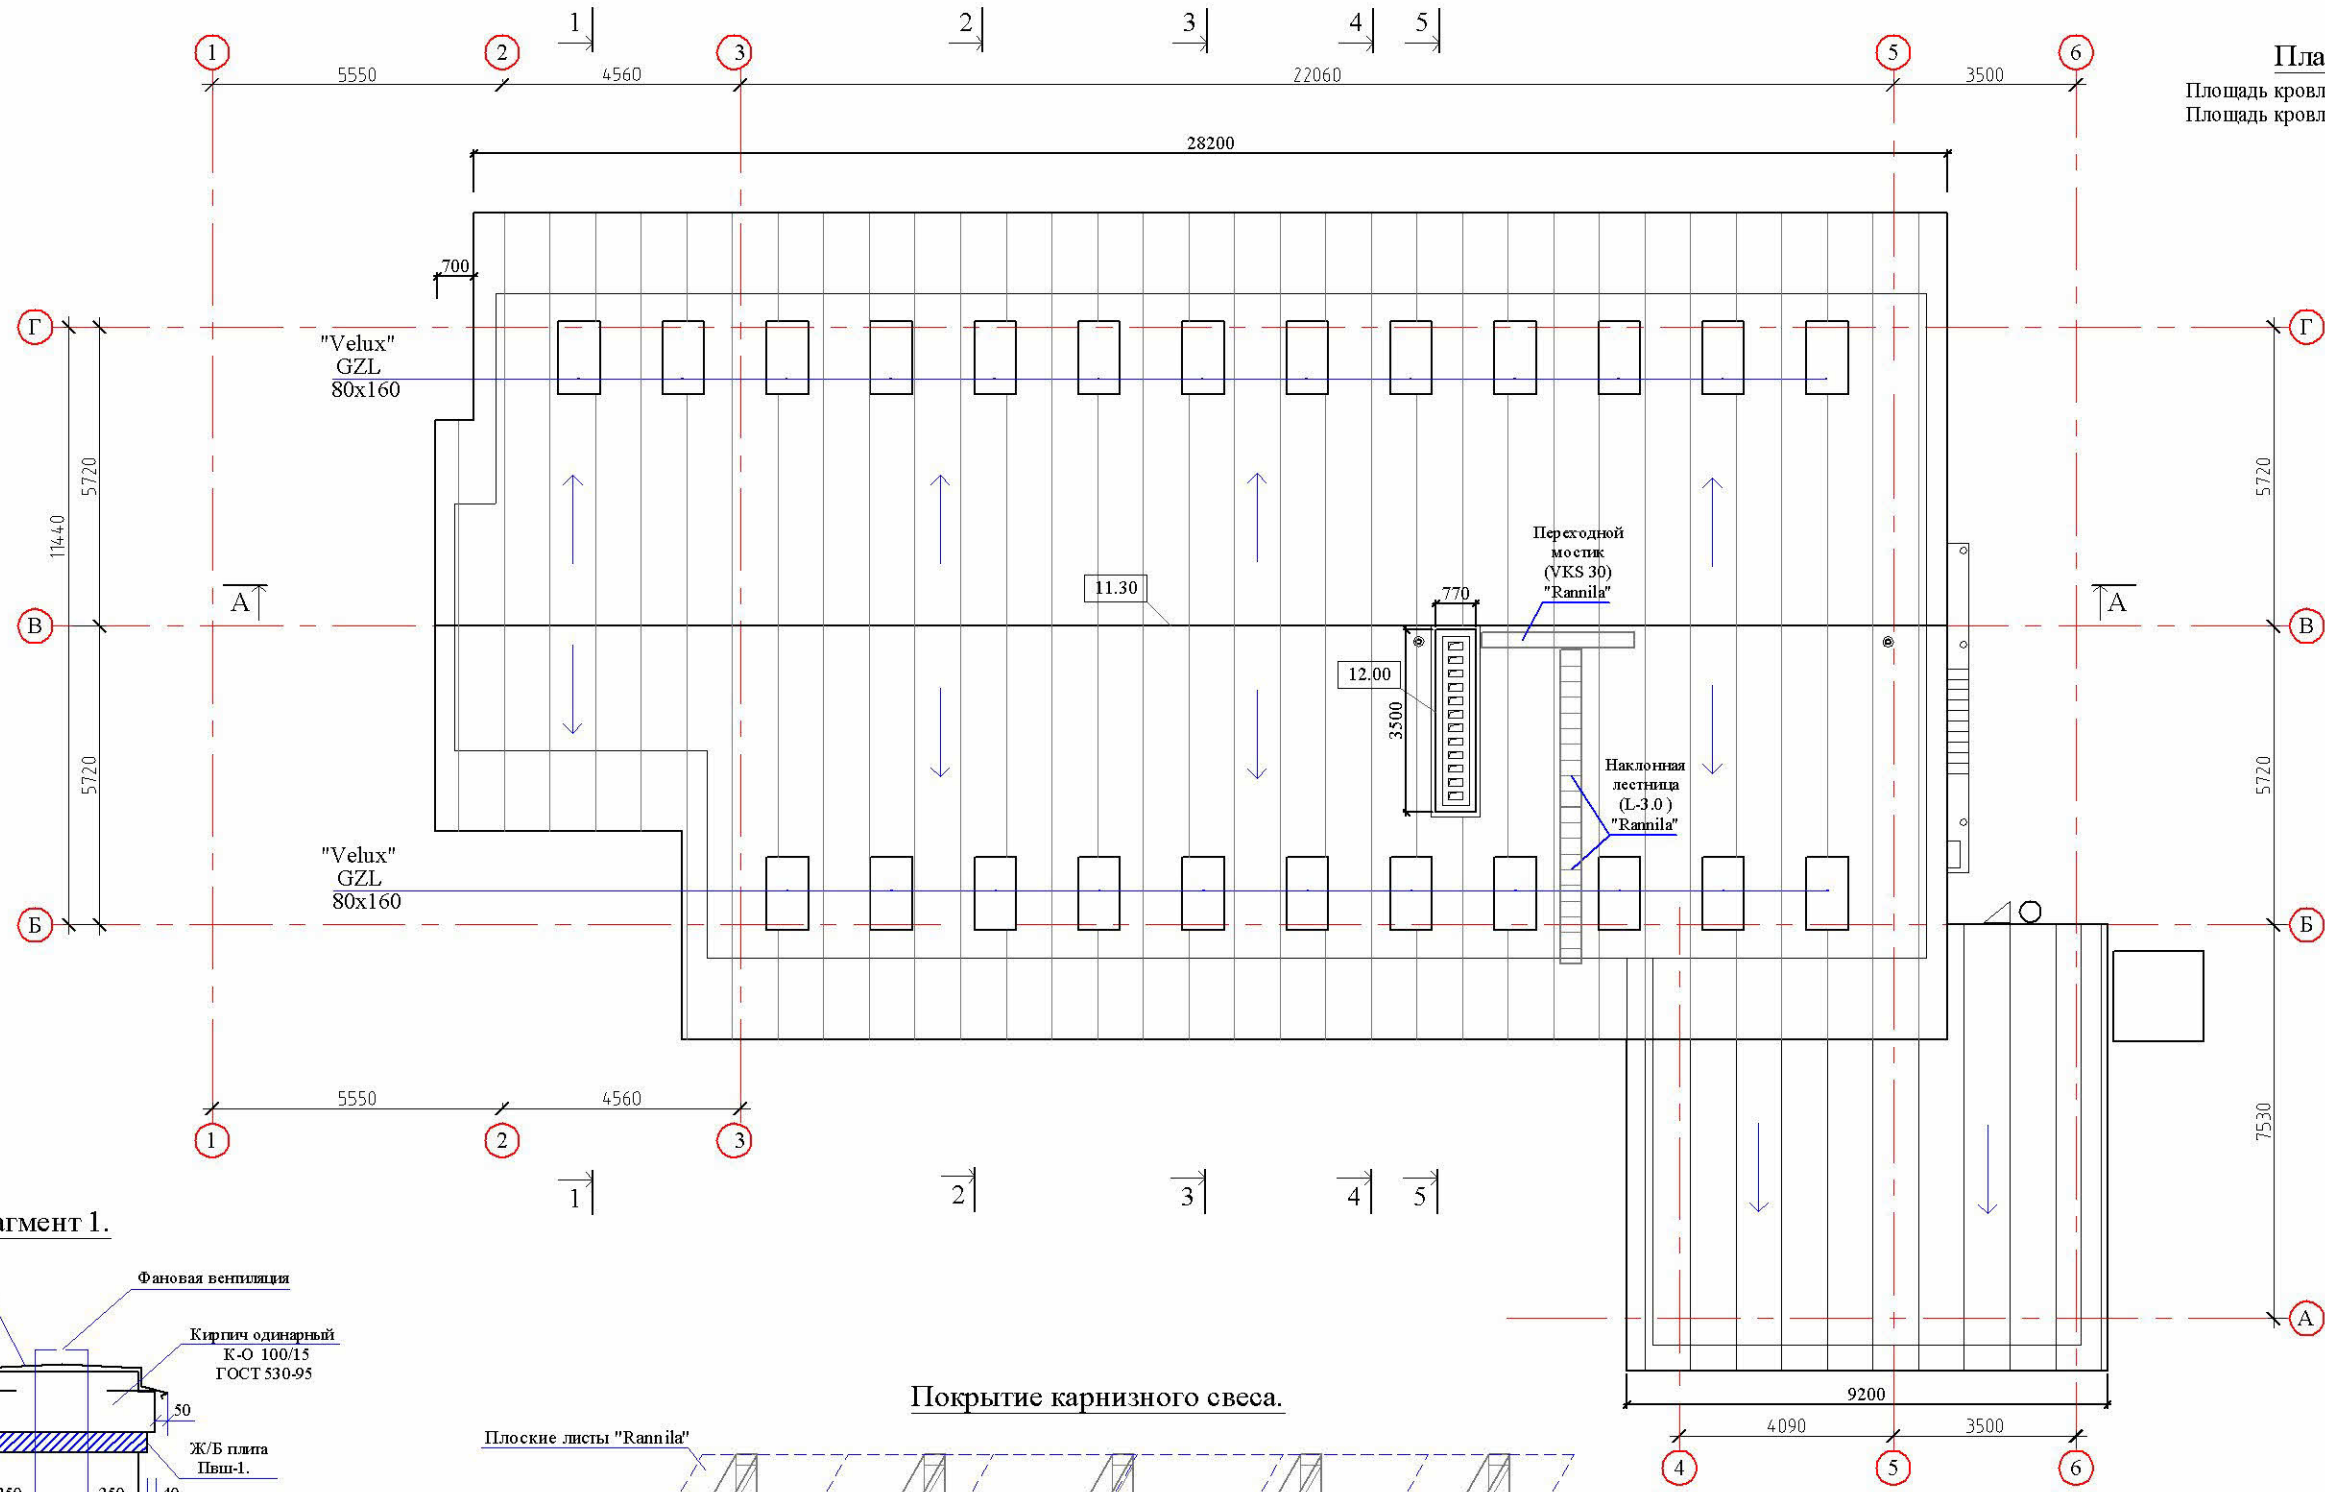 1
2
3
4
5
1
2
3
5
6
5550
4560
22060
3500
Пла
Площадь кровл
Площадь кровл
28200
700
Г
"Velux"
GZL
80x160
Г
5720
11440
5720
Переходной
мостик
(VKS 30)
"Rannila"
11.30
770
А
А
В
В
12.00
3500
Наклонная
лестница
(L-3.0 )
"Rannila"
5720
5720
"Velux"
GZL
80x160
Б
Б
5550
4560
7530
1
2
3
1
2
3
4
5
агмент 1.
Фановая вентиляция
А
Кирпич одинарный
К-О 100/15
ГОСТ 530-95
50
9200
Покрытие карнизного свеса.
4090
3500
Плоские листы "Rannila"
Ж/Б плита
Пвш-1.
4
5
6